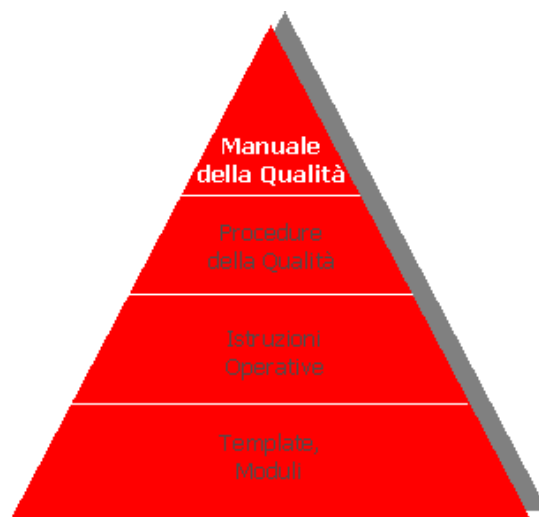 Manuale
della Qualità
Procedure
della Qualità
Istruzioni
Operative
Template,
Moduli